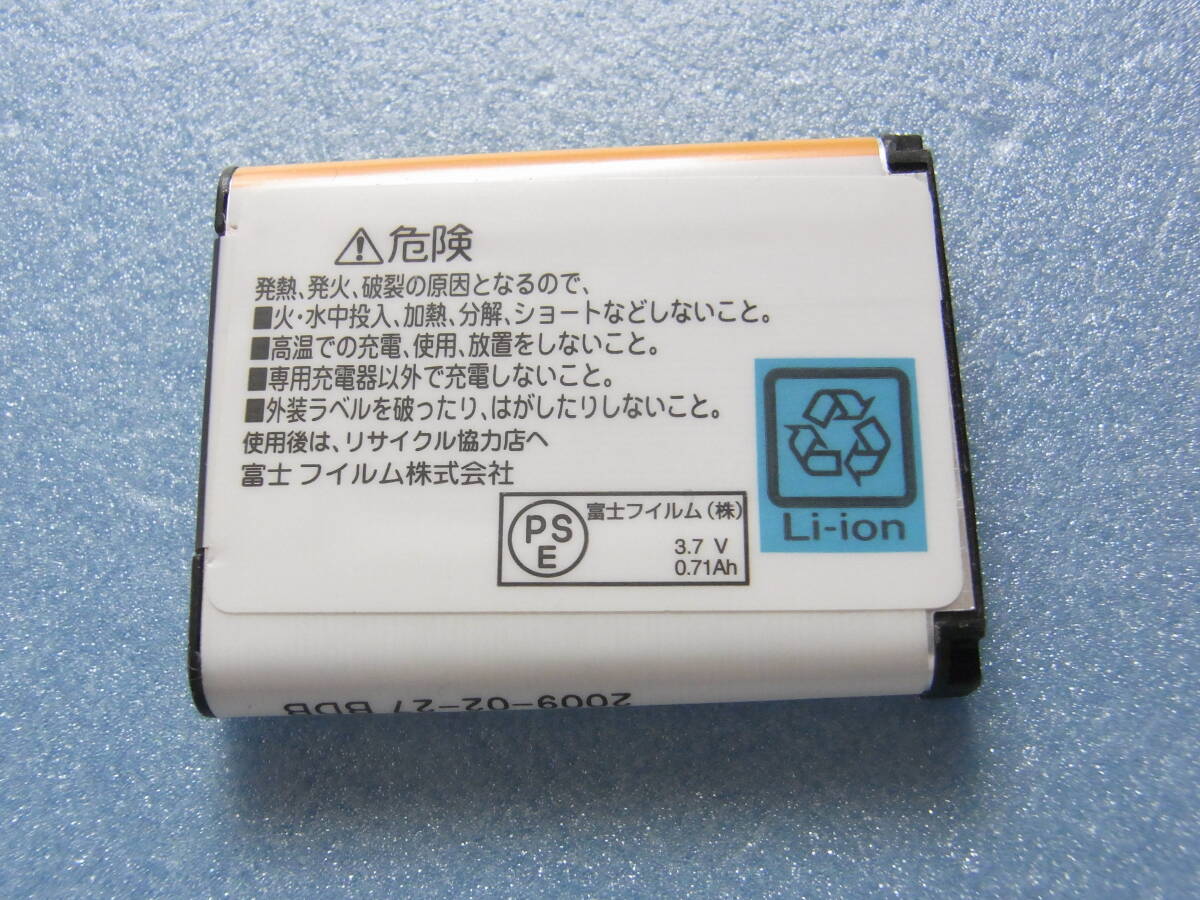 危険
発熱、発火、破裂の原因となるので、
■火・水中投入、加熱、分解、ショートなどしないこと。
■高温での充電、使用、放置をしないこと。
■専用充電器以外で充電しないこと。
■外装ラベルを破ったり、はがしたりしないこと。
使用後は、リサイクル協力店へ
富士フイルム株式会社
PS
E
富士フイルム(株)
3.7 V
0.71Ah
Li-ion
2009-02-27 BDB